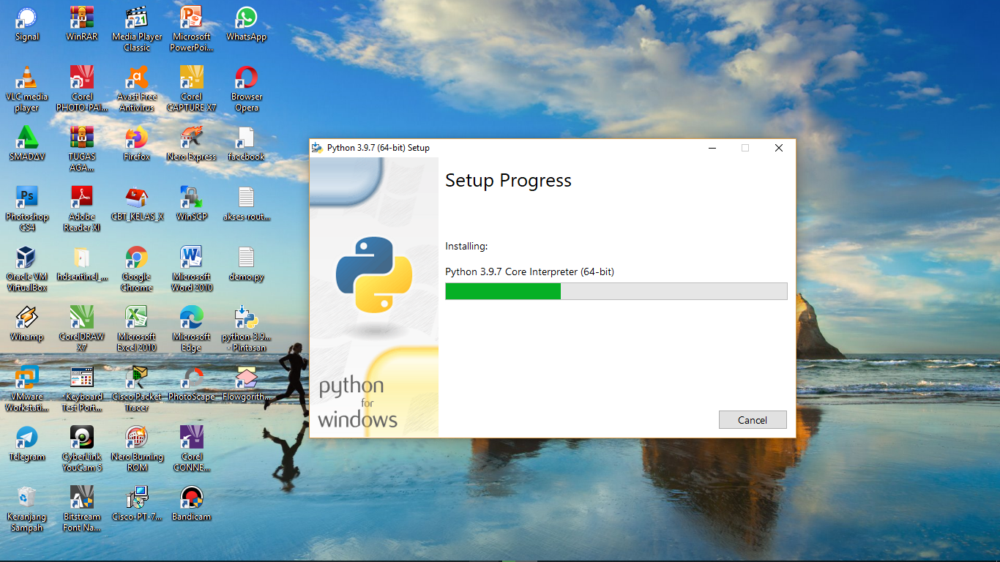 Signal
WinRAR
Media Player
Classic
Microsoft
PowerPoi...
WhatsApp
VLC media
player
Corel
PHOTO-PAI...
Avast Free
Antivirus
Corel
CAPTURE X7
Browser
Opera
SMADΔV
TUGAS
AGA...
Firefox
Nero Express
facebook
Photoshop
CS4
Adobe
Reader XI
CBT_KELAS_X
WinSCP
akses-rout...
Oracle VM
VirtualBox
hdsentinel_...
Google
Chrome
Microsoft
Word 2010
demo.py
Winamp
CorelDRAW
X7
Microsoft
Excel 2010
Microsoft
Edge
python-3.9...
- Pintasan
VMware
Workstati...
'Keyboard
Test Port...
Cisco Packet
Tracer
PhotoScape
Flowgorith...
Telegram
CyberLink
YouCam 5
Nero Burning
ROM
Corel
CONNE...
Keranjang
Sampah
Bitstream
Font Na...
Cisco-PT-7...
Bandicam
Python 3.9.7 (64-bit) Setup
Setup Progress
Installing:
Python 3.9.7 Core Interpreter (64-bit)
python
for
windows
Cancel